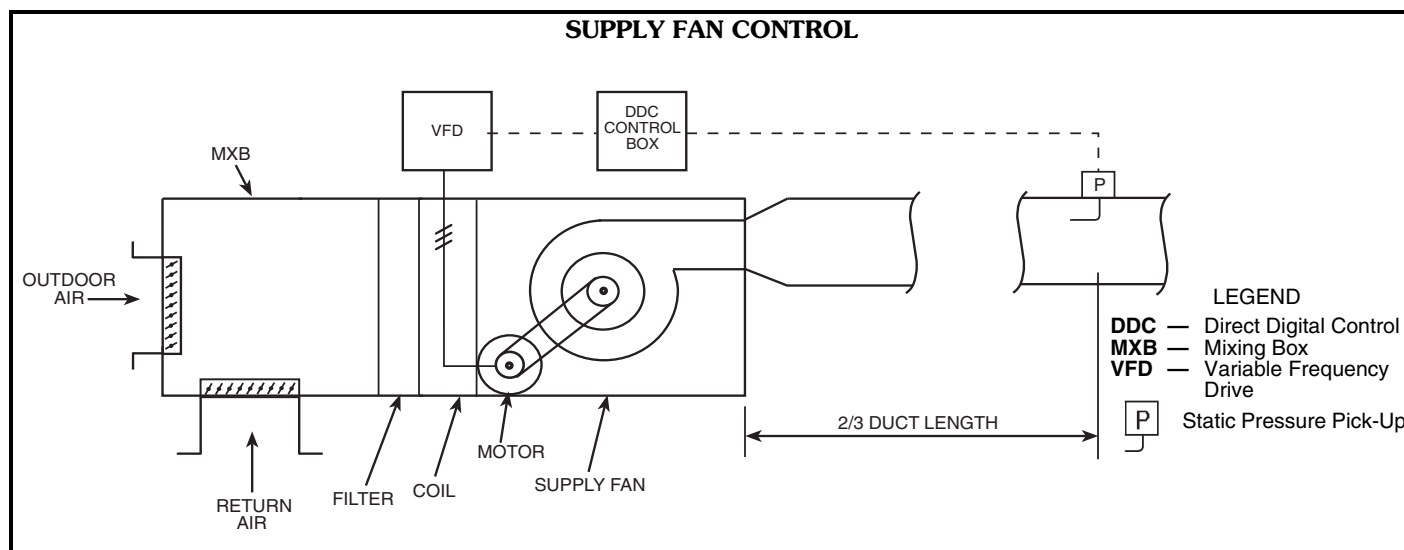 SUPPLY FAN CONTROL
VFD
DDC
CONTROL
BOX
MXB
P
OUTDOOR
AIR
LEGEND
DDC — Direct Digital Control
MXB — Mixing Box
VFD — Variable Frequency
Drive
P Static Pressure Pick-Up
2/3 DUCT LENGTH
MOTOR
SUPPLY FAN
COIL
FILTER
RETURN
AIR